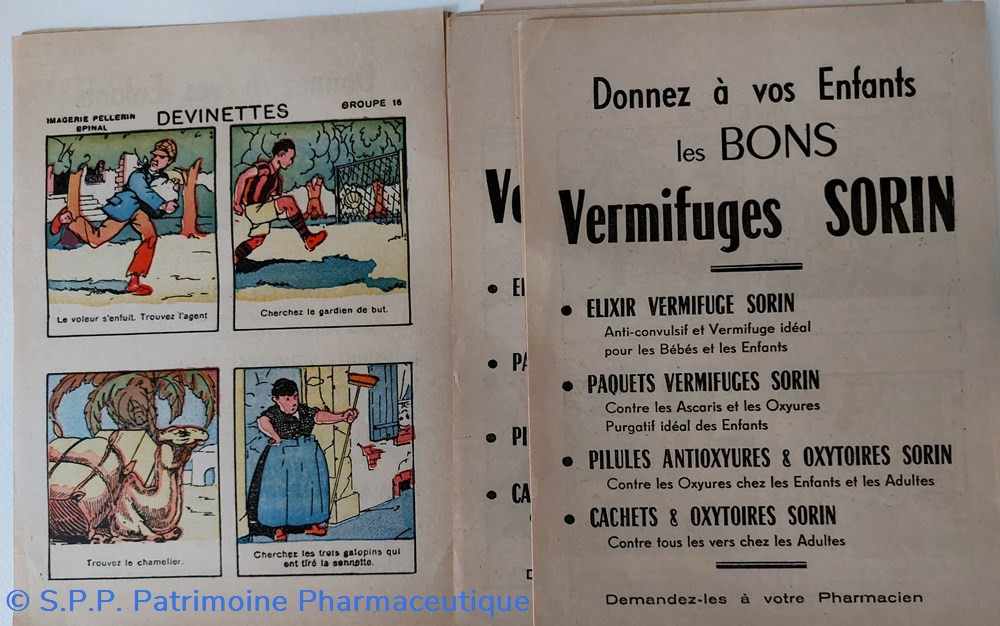 IMAGERIE PELLERIN
EPINAL
DEVINETTES
GROUPE 16
Le voleur s'enfuit. Trouvez l'agent
Cherchez le gardien de but.
Trouvez le chamelier.
Cherchez les trois galopins qui
ont tiré la sonnette.
Donnez à vos Enfants
les BONS
Vermifuges SORIN
• ELIXIR VERMIFUGE SORIN
Anti-convulsif et Vermifuge idéal
pour les Bébés et les Enfants
• PAQUETS VERMIFUGES SORIN
Contre les Ascaris et les Oxyures
Purgatif idéal des Enfants
• PILULES ANTIOXYURES & OXYTOIRES SORIN
Contre les Oxyures chez les Enfants et les Adultes
• CACHETS & OXYTOIRES SORIN
Contre tous les vers chez les Adultes
Demandez-les à votre Pharmacien
© S.P.P. Patrimoine Pharmaceutique